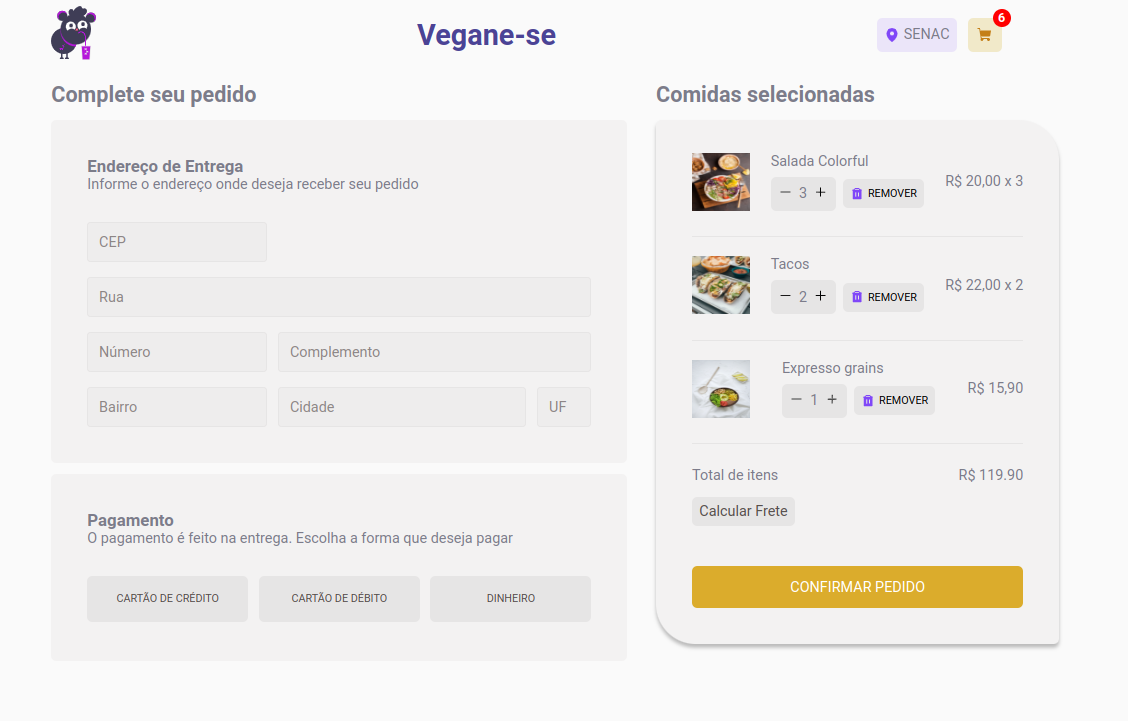 Vegane-se
SENAC
6
Complete seu pedido
Endereço de Entrega
Informe o endereço onde deseja receber seu pedido
CEP
Rua
Número
Complemento
Bairro
Cidade
UF
Pagamento
O pagamento é feito na entrega. Escolha a forma que deseja pagar
CARTÃO DE CRÉDITO
CARTÃO DE DÉBITO
DINHEIRO
Comidas selecionadas
Salada Colorful
R$ 20,00 x 3
− 3 + REMOVER
Tacos
R$ 22,00 x 2
− 2 + REMOVER
Expresso grains
R$ 15,90
− 1 + REMOVER
Total de itens
R$ 119.90
Calcular Frete
CONFIRMAR PEDIDO